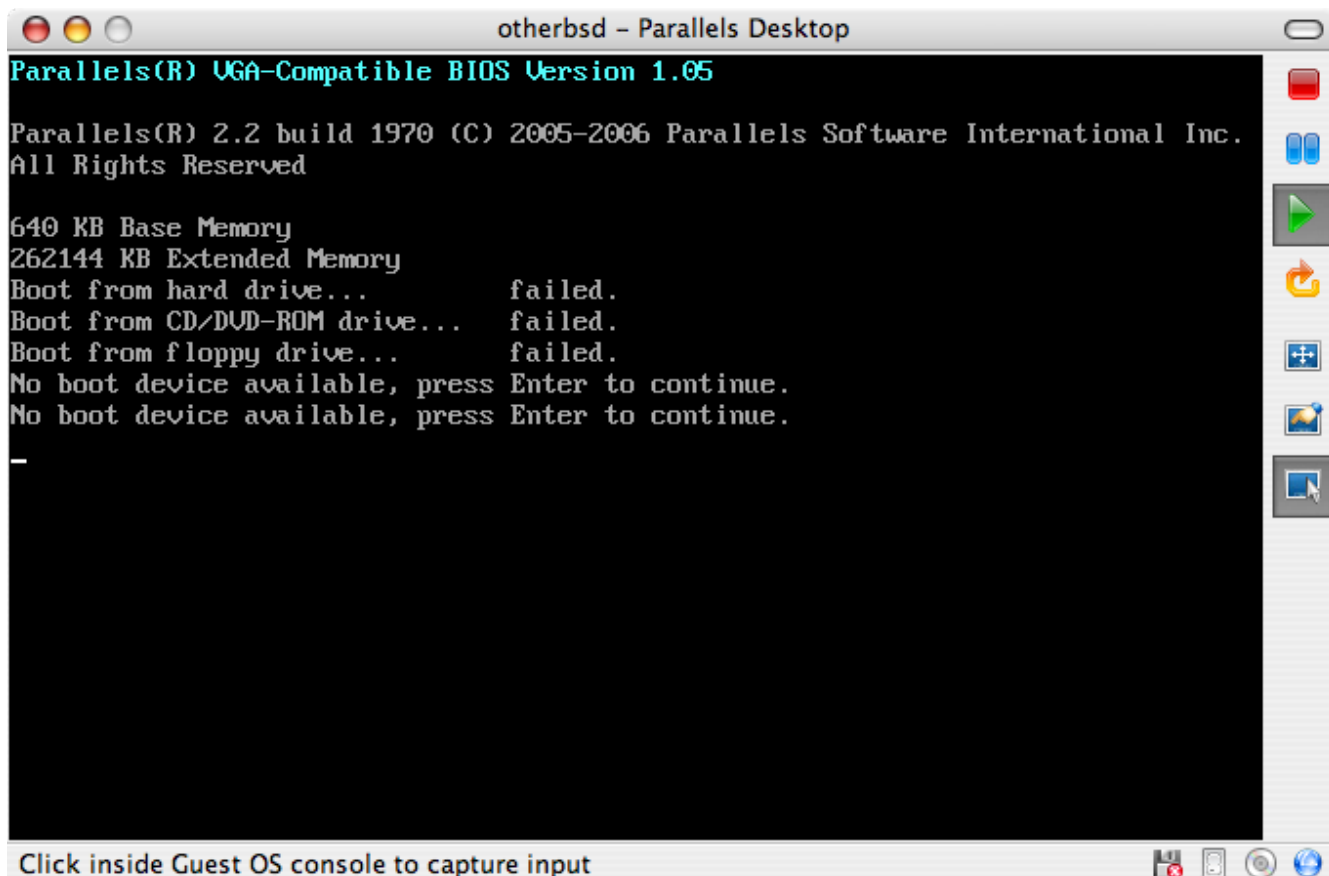 otherbsd – Parallels Desktop
Parallels(R) VGA-Compatible BIOS Version 1.05
Parallels(R) 2.2 build 1970 (C) 2005-2006 Parallels Software International Inc.
All Rights Reserved
640 KB Base Memory
262144 KB Extended Memory
Boot from hard drive... failed.
Boot from CD/DVD-ROM drive... failed.
Boot from floppy drive... failed.
No boot device available, press Enter to continue.
No boot device available, press Enter to continue.
_
Click inside Guest OS console to capture input